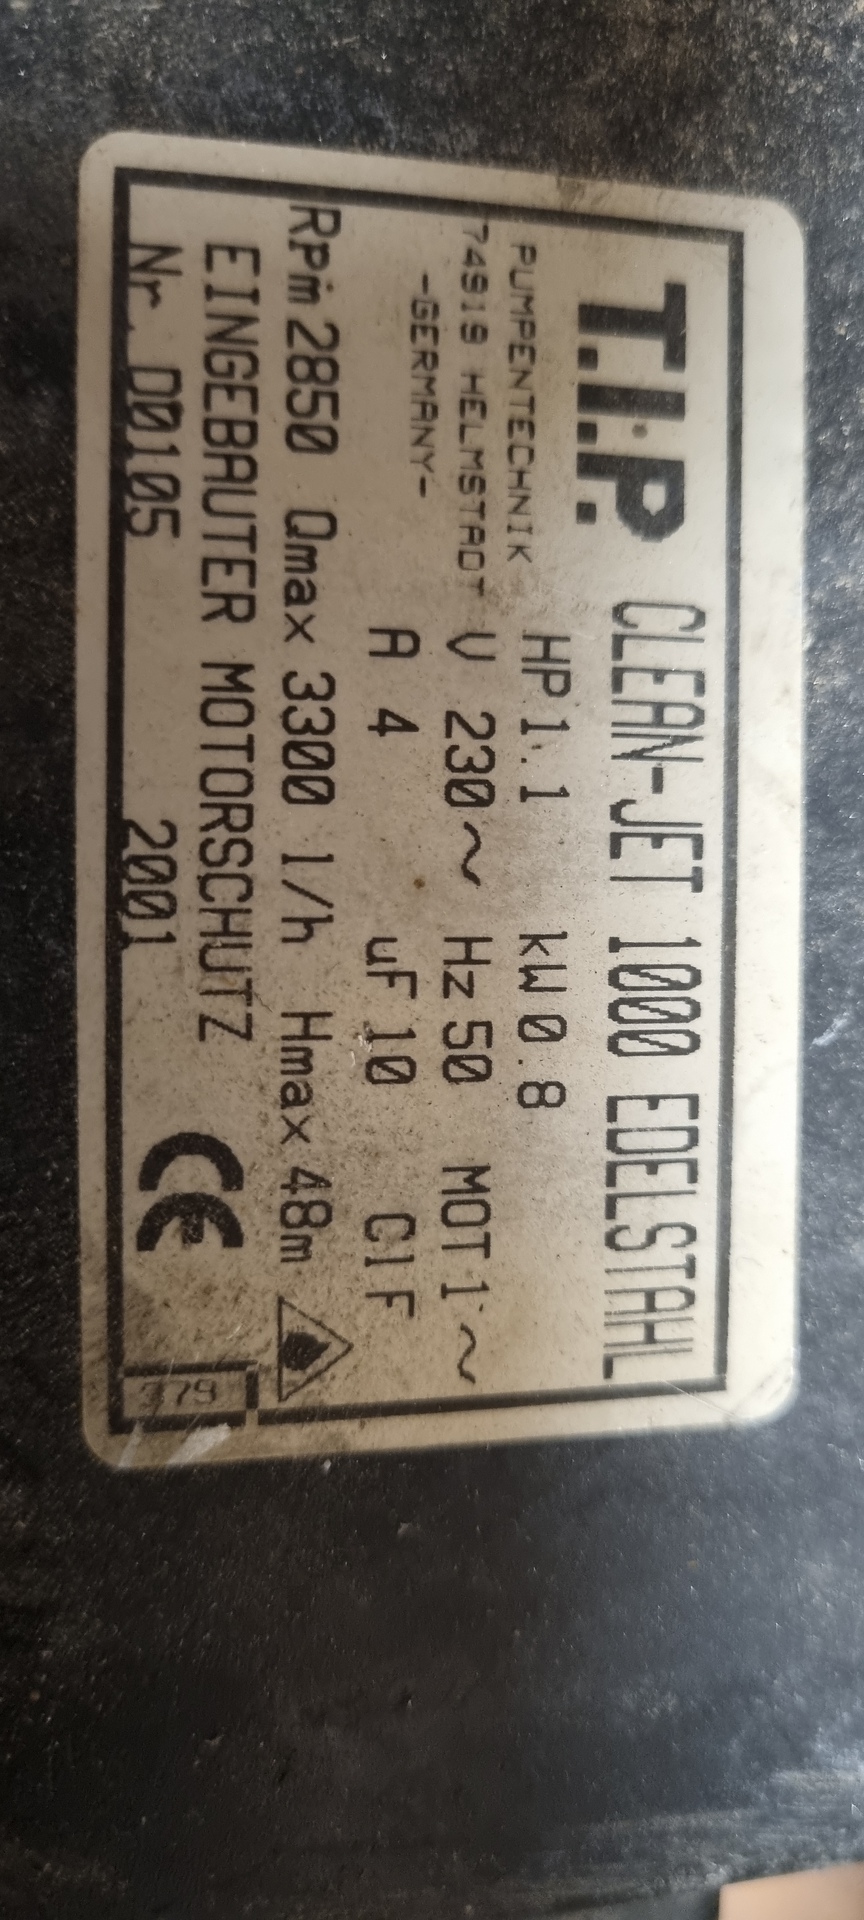 T.I.P. CLEAN-JET 1000 EDELSTAHL
PUMPENTECHNIK HP 1.1 kW 0.8
74919 HELMSTADT V 230~ Hz 50 MOT 1~
-GERMANY- A 4 uF 10 Cl F
Rpm 2850 Qmax 3300 l/h Hmax 48m
EINGEBAUTER MOTORSCHUTZ
Nr. D0105 2001 CE